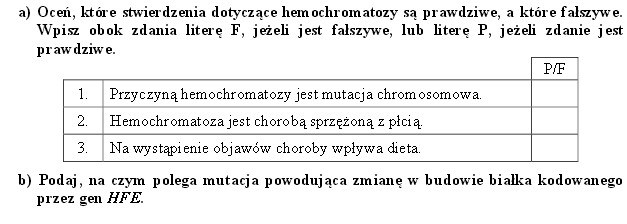 a) Oceń, które stwierdzenia dotyczące hemochromatozy są prawdziwe, a które fałszywe.
Wpisz obok zdania literę F, jeżeli jest fałszywe, lub literę P, jeżeli zdanie jest
prawdziwe.
P/F
1. Przyczyną hemochromatozy jest mutacja chromosomowa.
2. Hemochromatoza jest chorobą sprzężoną z płcią.
3. Na wystąpienie objawów choroby wpływa dieta.
b) Podaj, na czym polega mutacja powodująca zmianę w budowie białka kodowanego
przez gen HFE.